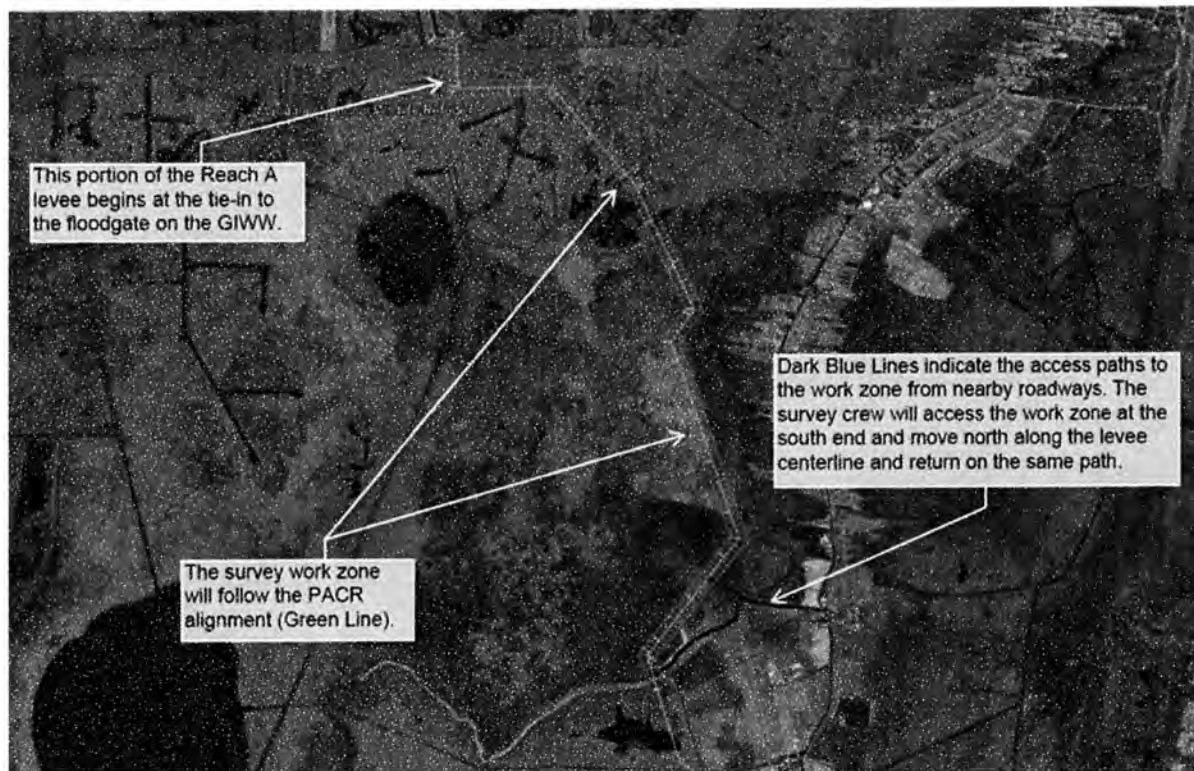 This portion of the Reach A
levee begins at the tie-in to
the floodgate on the GIWW.
Dark Blue Lines indicate the access paths to
the work zone from nearby roadways. The
survey crew will access the work zone at the
south end and move north along the levee
centerline and return on the same path.
The survey work zone
will follow the PACR
alignment (Green Line).